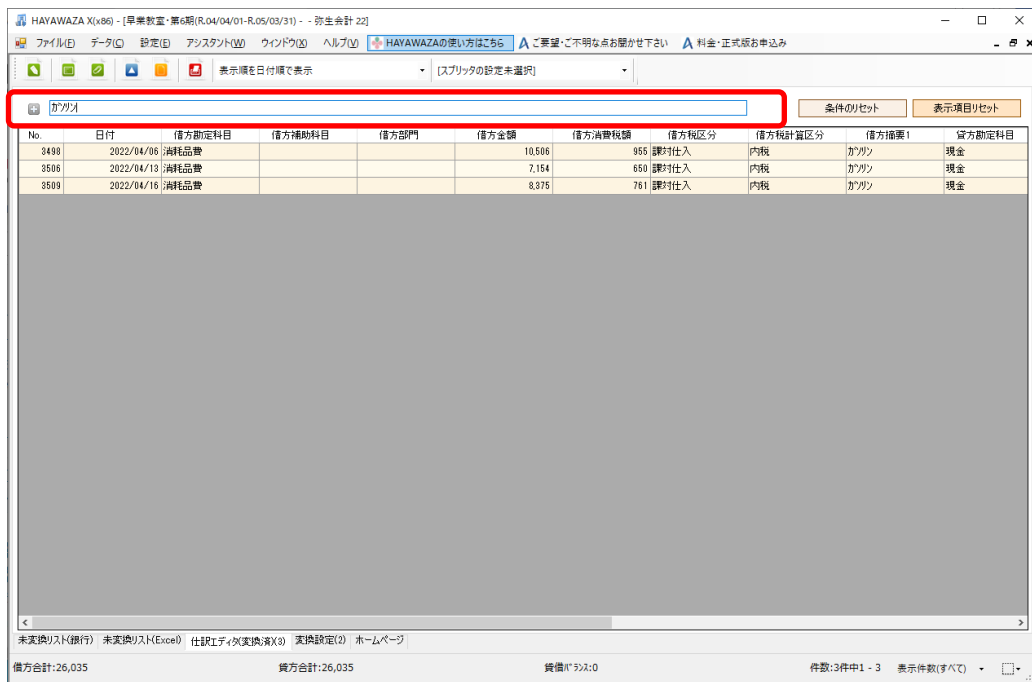 HAYAWAZA X(x86) - [早業教室・第6期(R.04/04/01-R.05/03/31) - - 弥生会計 22]
ファイル(F) データ(C) 設定(E) アシスタント(W) ウィンドウ(X) ヘルプ(V) HAYAWAZAの使い方はこちら ご要望・ご不明な点お聞かせ下さい 料金・正式版お申込み
表示順を日付順で表示 [スプリッタの設定未選択]
ｶﾞｿﾘﾝ 条件のリセット 表示項目リセット
No. 日付 借方勘定科目 借方補助科目 借方部門 借方金額 借方消費税額 借方税区分 借方税計算区分 借方摘要1 貸方勘定科目
3498 2022/04/06 消耗品費 10,506 955 課対仕入 内税 ｶﾞｿﾘﾝ 現金
3506 2022/04/13 消耗品費 7,154 650 課対仕入 内税 ｶﾞｿﾘﾝ 現金
3509 2022/04/16 消耗品費 8,375 761 課対仕入 内税 ｶﾞｿﾘﾝ 現金
未変換リスト(銀行) 未変換リスト(Excel) 仕訳エディタ(変換済)(3) 変換設定(2) ホームページ
借方合計:26,035 貸方合計:26,035 貸借ﾊﾞﾗﾝｽ:0 件数:3件中1 - 3 表示件数(すべて)